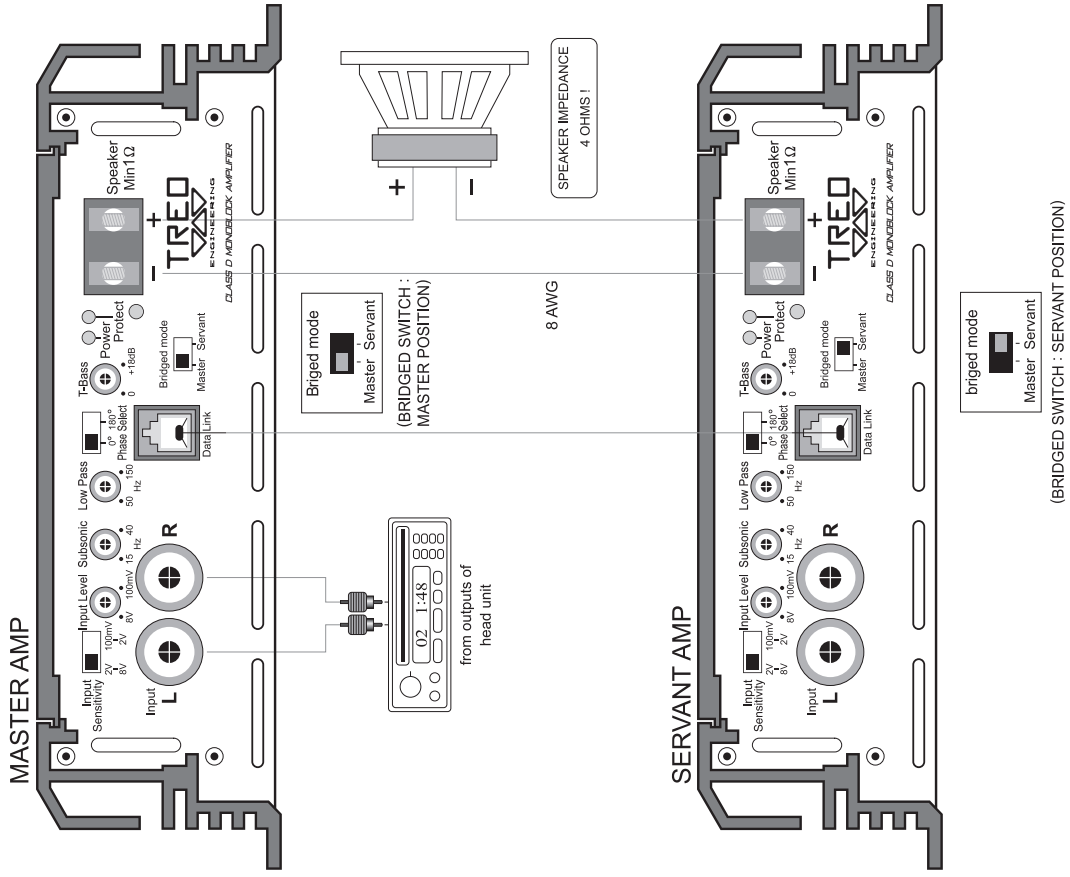 MASTER AMP
Input
Sensitivity
2V 100mV
8V 2V
Input Level
8V 100mV
Subsonic
15 40
Hz
Low Pass
50 150
Hz
0° 180°
Phase Select
T-Bass
0 +18dB
Power
Protect
Bridged mode
Master Servant
Speaker
Min1Ω
- +
Input
L
R
Data Link
TREO
ENGINEERING
CLASS D MONOBLOCK AMPLIFIER
02 1:48
from outputs of
head unit
Briged mode
Master Servant
(BRIDGED SWITCH :
MASTER POSITION)
8 AWG
+
-
SPEAKER IMPEDANCE
4 OHMS !
SERVANT AMP
Input
Sensitivity
2V 100mV
8V 2V
Input Level
8V 100mV
Subsonic
15 40
Hz
Low Pass
50 150
Hz
0° 180°
Phase Select
T-Bass
0 +18dB
Power
Protect
Bridged mode
Master Servant
Speaker
Min1Ω
- +
Input
L
R
Data Link
TREO
ENGINEERING
CLASS D MONOBLOCK AMPLIFIER
briged mode
Master Servant
(BRIDGED SWITCH : SERVANT POSITION)